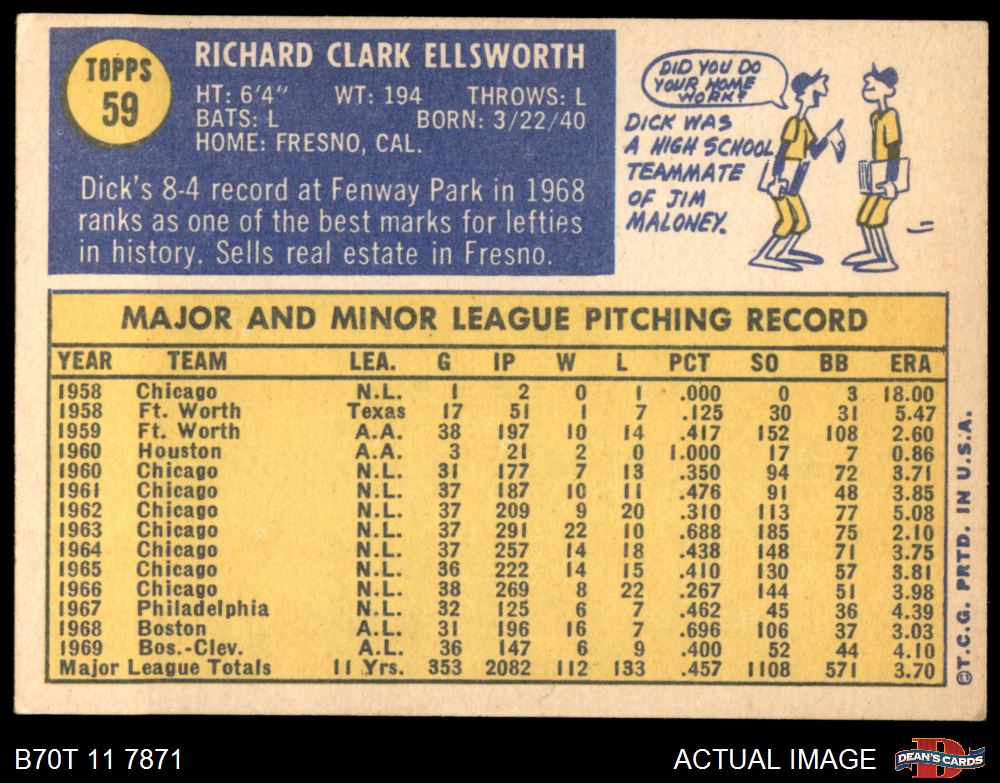 TOPPS
59
RICHARD CLARK ELLSWORTH
HT: 6'4" WT: 194 THROWS: L
BATS: L BORN: 3/22/40
HOME: FRESNO, CAL.
Dick's 8-4 record at Fenway Park in 1968
ranks as one of the best marks for lefties
in history. Sells real estate in Fresno.
DID YOU DO
YOUR HOME
WORK?
DICK WAS
A HIGH SCHOOL
TEAMMATE
OF JIM
MALONEY.
MAJOR AND MINOR LEAGUE PITCHING RECORD
YEAR TEAM LEA. G IP W L PCT SO BB ERA
1958 Chicago N.L. 1 2 0 1 .000 0 3 18.00
1958 Ft. Worth Texas 17 51 1 7 .125 30 31 5.47
1959 Ft. Worth A.A. 38 197 10 14 .417 152 108 2.60
1960 Houston A.A. 3 21 2 0 1.000 17 7 0.86
1960 Chicago N.L. 31 177 7 13 .350 94 72 3.71
1961 Chicago N.L. 37 187 10 11 .476 91 48 3.85
1962 Chicago N.L. 37 209 9 20 .310 113 77 5.08
1963 Chicago N.L. 37 291 22 10 .688 185 75 2.10
1964 Chicago N.L. 37 257 14 18 .438 148 71 3.75
1965 Chicago N.L. 36 222 14 15 .410 130 57 3.81
1966 Chicago N.L. 38 269 8 22 .267 144 51 3.98
1967 Philadelphia N.L. 32 125 6 7 .462 45 36 4.39
1968 Boston A.L. 31 196 16 7 .696 106 37 3.03
1969 Bos.-Clev. A.L. 36 147 6 9 .400 52 44 4.10
Major League Totals 11 Yrs. 353 2082 112 133 .457 1108 571 3.70
©T.C.G. PRTD. IN U.S.A.
B70T 11 7871
ACTUAL IMAGE
D
DEAN'S CARDS